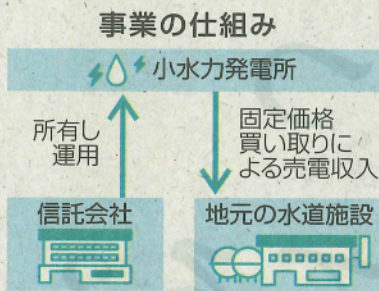 事業の仕組み
小水力発電所
所有し
運用
固定価格
買い取りに
よる売電収入
信託会社
地元の水道施設